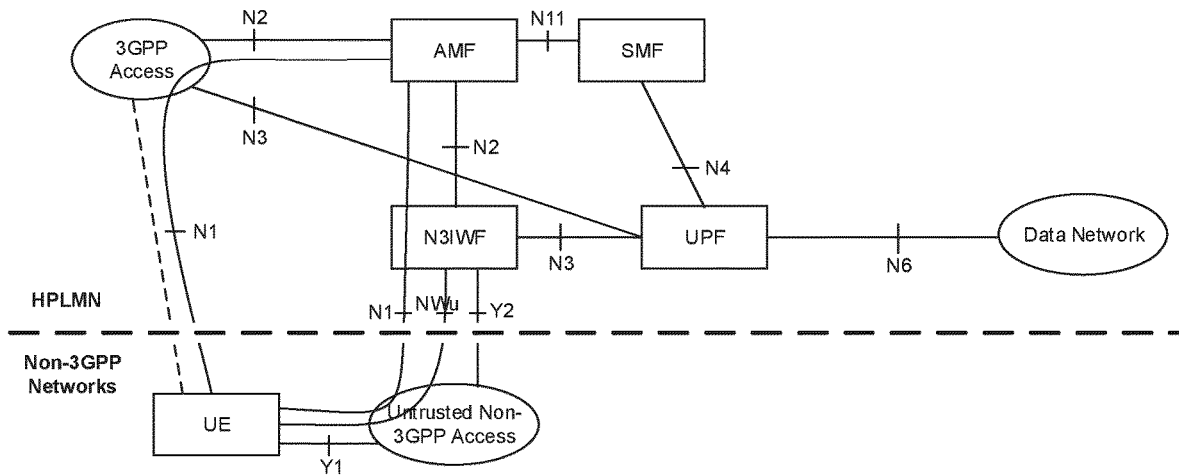 N2
N11
3GPP
Access
AMF
SMF
N3
N2
N4
N1
N3IWF
UPF
Data Network
N3
N6
HPLMN
N1
NWu
Y2
Non-3GPP
Networks
UE
Untrusted Non-
3GPP Access
Y1